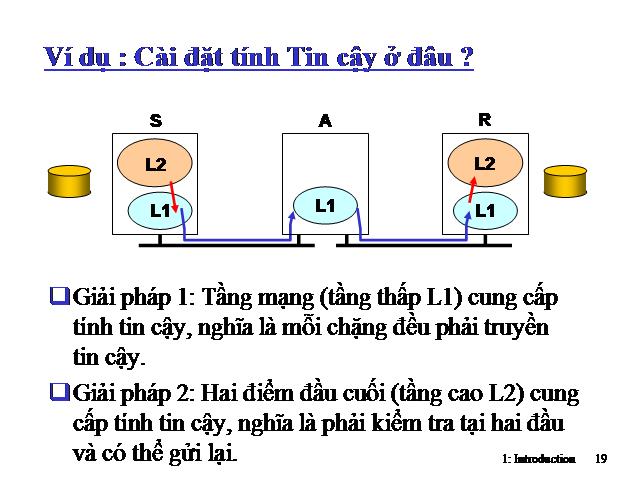 Ví dụ : Cài đặt tính Tin cậy ở đâu ?
S A R
L2 L2
L1 L1 L1
❑Giải pháp 1: Tầng mạng (tầng thấp L1) cung cấp
tính tin cậy, nghĩa là mỗi chặng đều phải truyền
tin cậy.
❑Giải pháp 2: Hai điểm đầu cuối (tầng cao L2) cung
cấp tính tin cậy, nghĩa là phải kiểm tra tại hai đầu
và có thể gửi lại.
1: Introduction 19